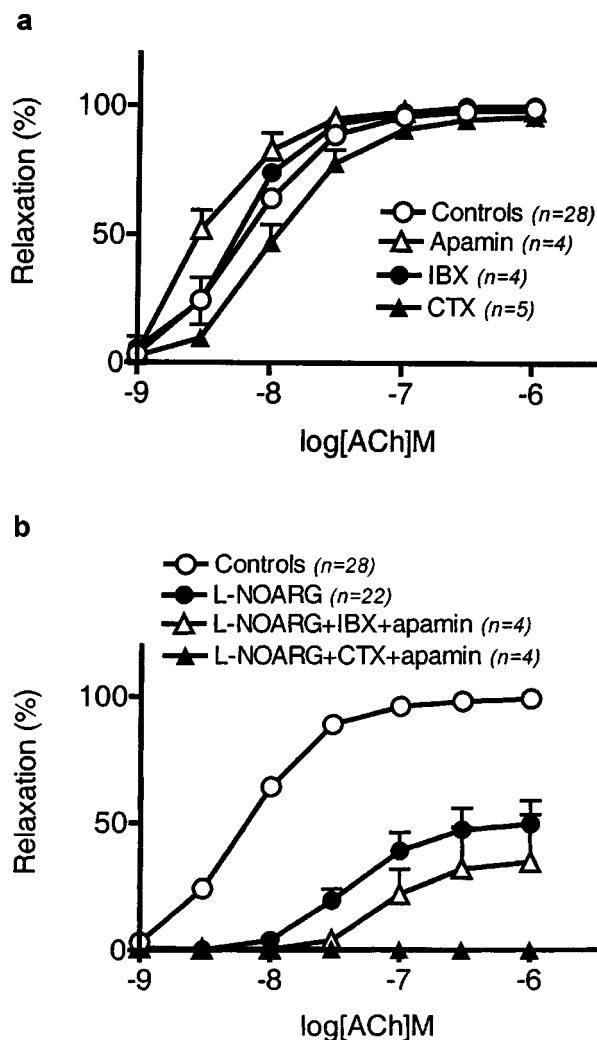 a
Relaxation (%)
100
50
0
Controls (n=28)
Apamin (n=4)
IBX (n=4)
CTX (n=5)
-9 -8 -7 -6
log[ACh]M
b
Controls (n=28)
L-NOARG (n=22)
L-NOARG+IBX+apamin (n=4)
L-NOARG+CTX+apamin (n=4)
Relaxation (%)
100
50
0
-9 -8 -7 -6
log[ACh]M